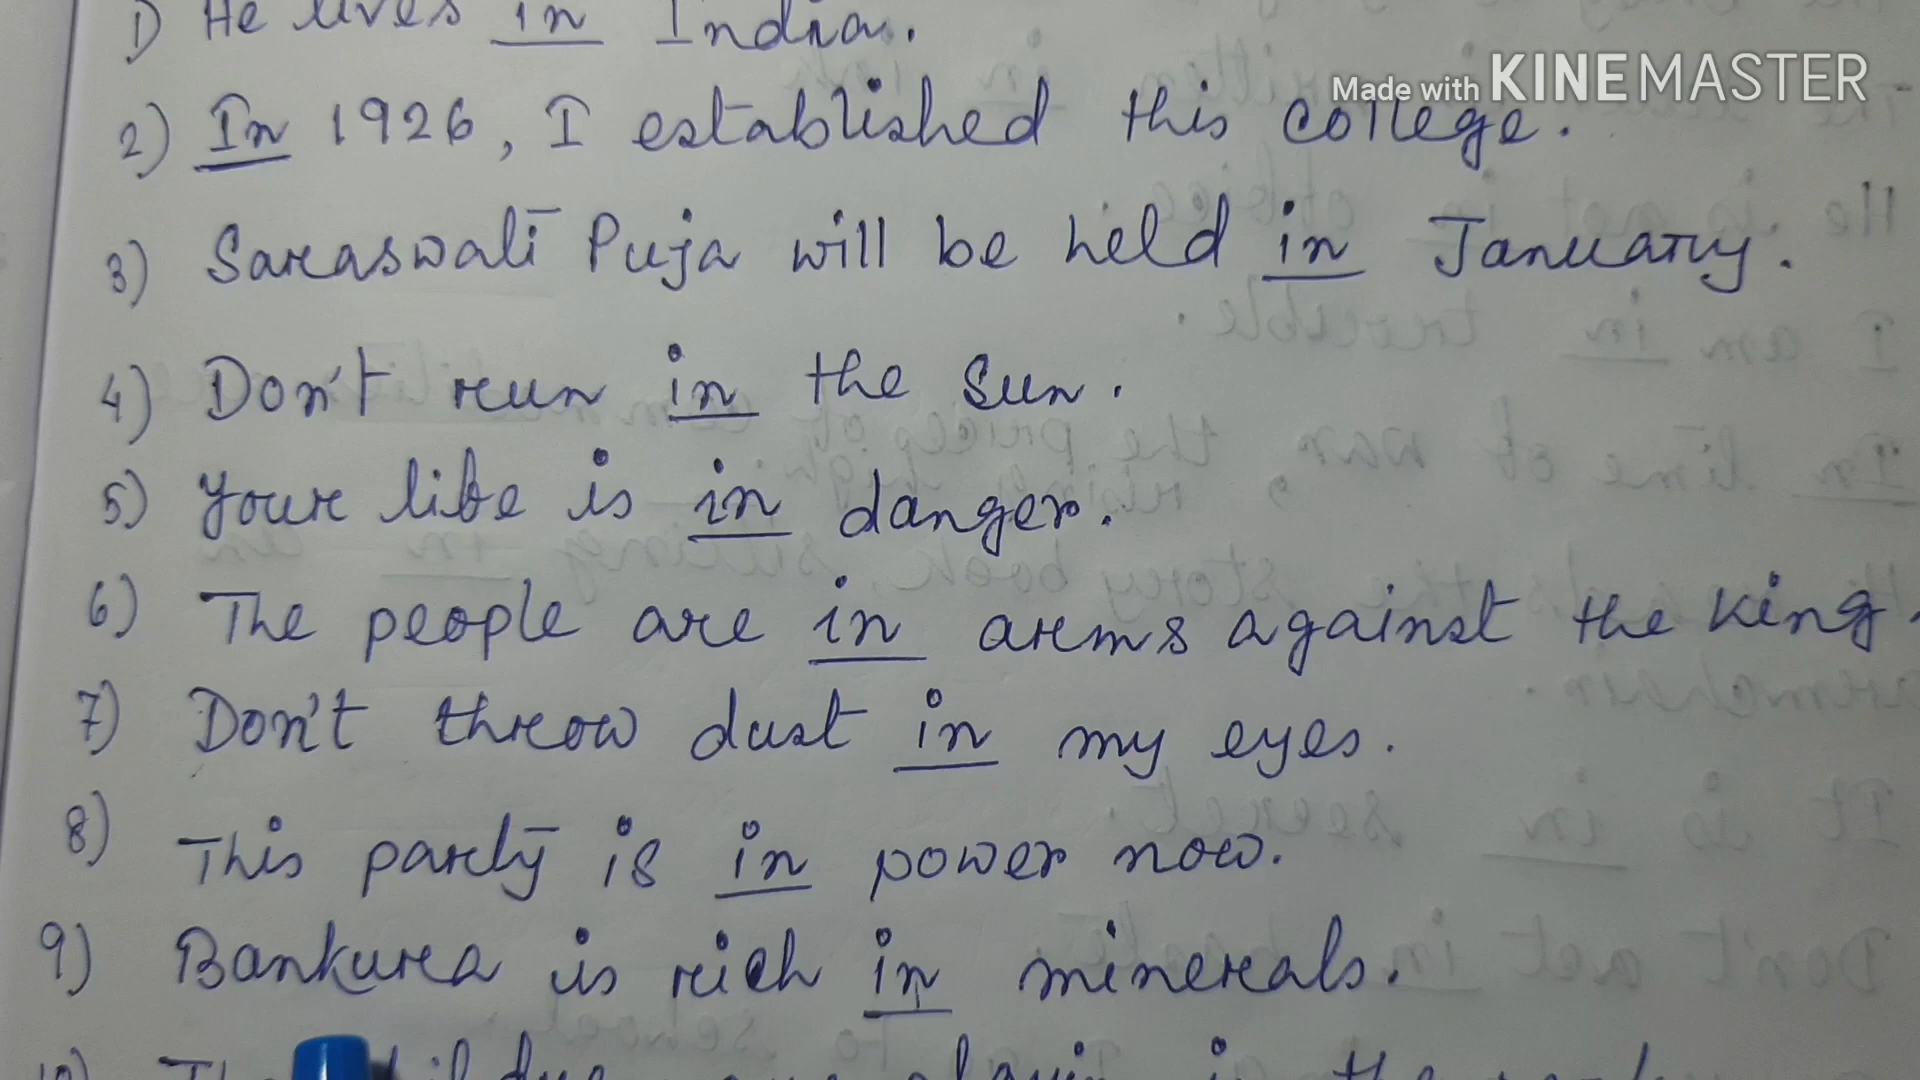 1) He lives in India.
Made with KINEMASTER
2) In 1926, I established this college.
3) Saraswati Puja will be held in January.
4) Don't run in the Sun.
5) Your life is in danger.
6) The people are in arms against the King.
7) Don't throw dust in my eyes.
8) This party is in power now.
9) Bankura is rich in minerals.
10) in the